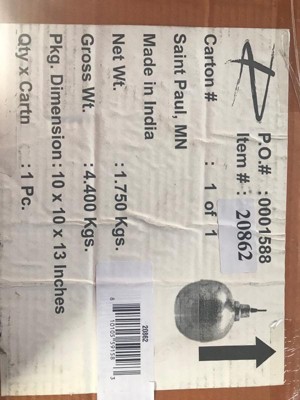 P.O.# :0001588
Item # : 20862
Carton # : 1 of 1
Saint Paul, MN
Made in India
Net Wt. : 1.750 Kgs.
Gross Wt. : 4.400 Kgs.
Pkg. Dimension : 10 x 10 x 13 Inches
Qty x Cartn : 1 Pc.
20862